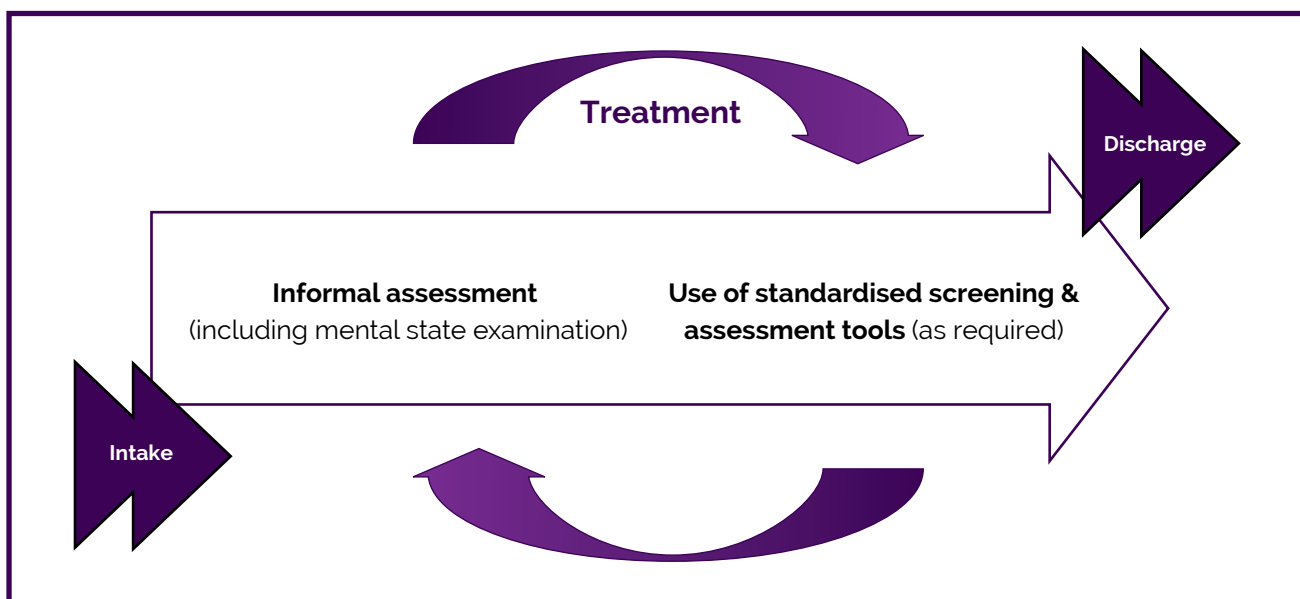 Treatment
Discharge
Informal assessment
(including mental state examination)
Use of standardised screening &
assessment tools (as required)
Intake